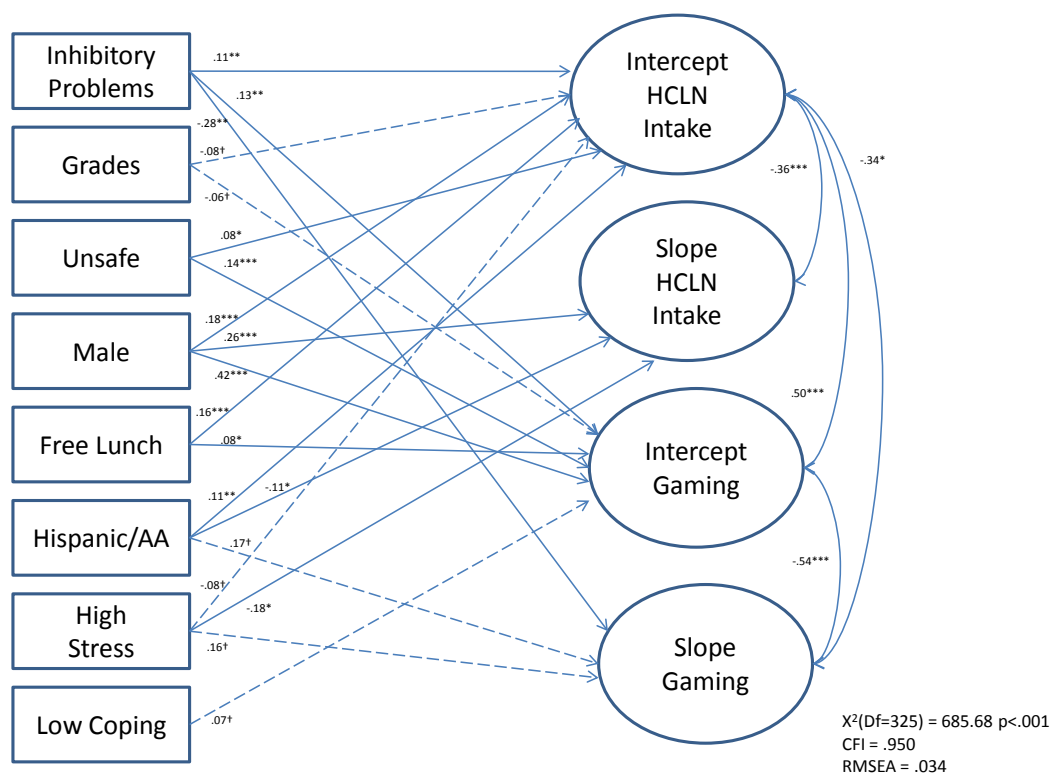 Inhibitory
Problems
Grades
Unsafe
Male
Free Lunch
Hispanic/AA
High
Stress
Low Coping
.11**
.13**
-.28**
-.08†
-.06†
.08*
.14***
.18***
.26***
.42***
.16***
.08*
.11**
-.11*
.17†
-.08†
-.18*
.16†
.07†
Intercept
HCLN
Intake
Slope
HCLN
Intake
Intercept
Gaming
Slope
Gaming
-.36***
-.34*
.50***
-.54***
X²(Df=325) = 685.68 p<.001
CFI = .950
RMSEA = .034